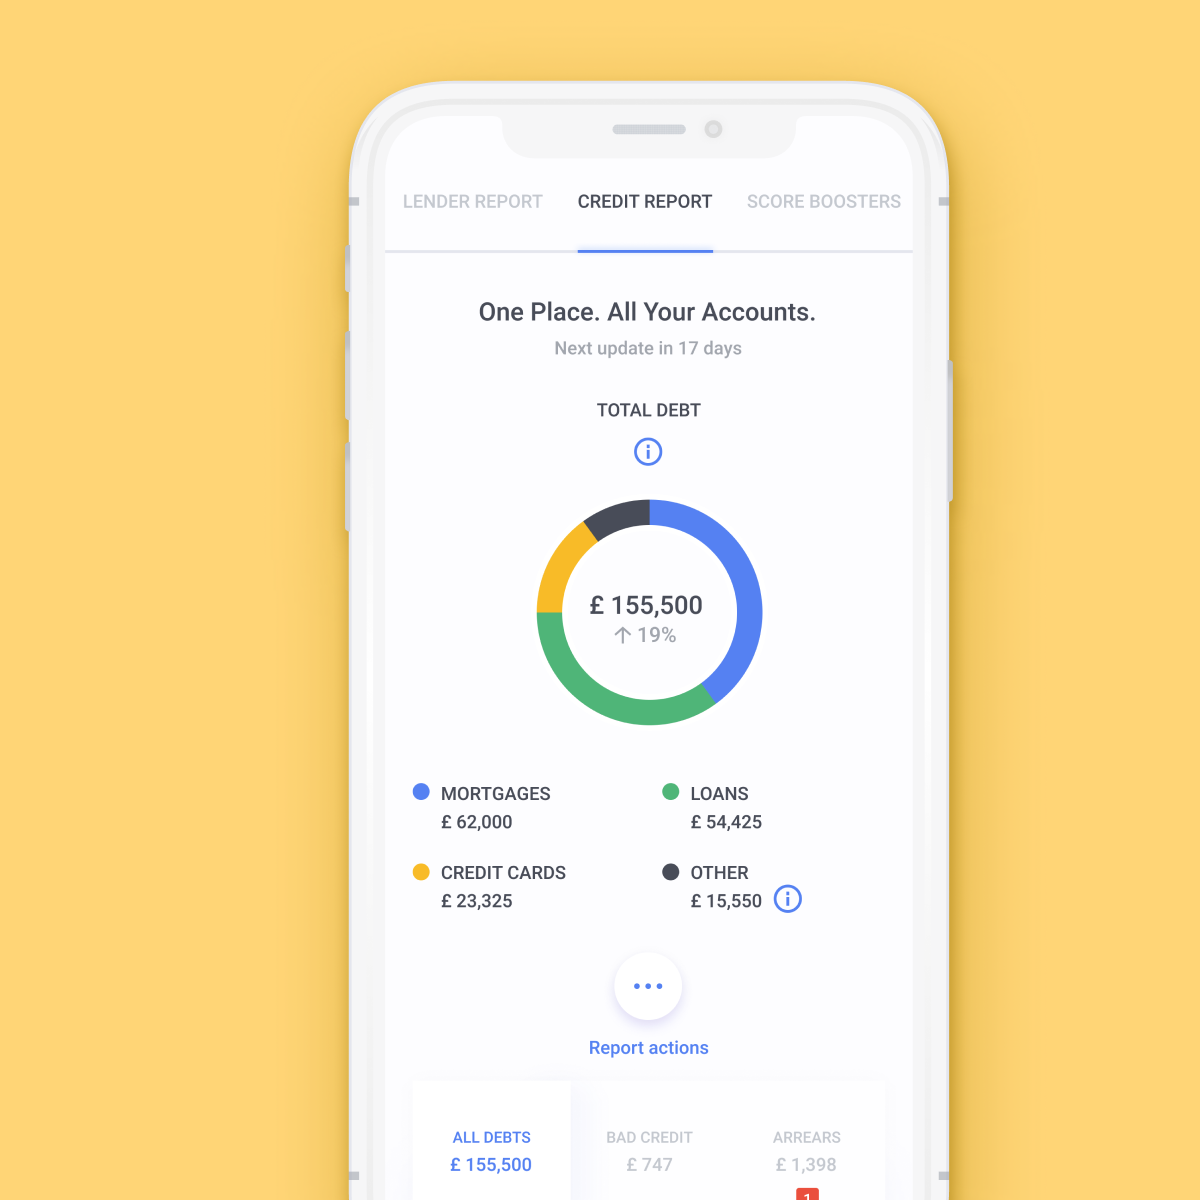 LENDER REPORT CREDIT REPORT SCORE BOOSTERS
One Place. All Your Accounts.
Next update in 17 days
TOTAL DEBT
£ 155,500
↑ 19%
MORTGAGES
£ 62,000
LOANS
£ 54,425
CREDIT CARDS
£ 23,325
OTHER
£ 15,550
Report actions
ALL DEBTS
£ 155,500
BAD CREDIT
£ 747
ARREARS
£ 1,398
1